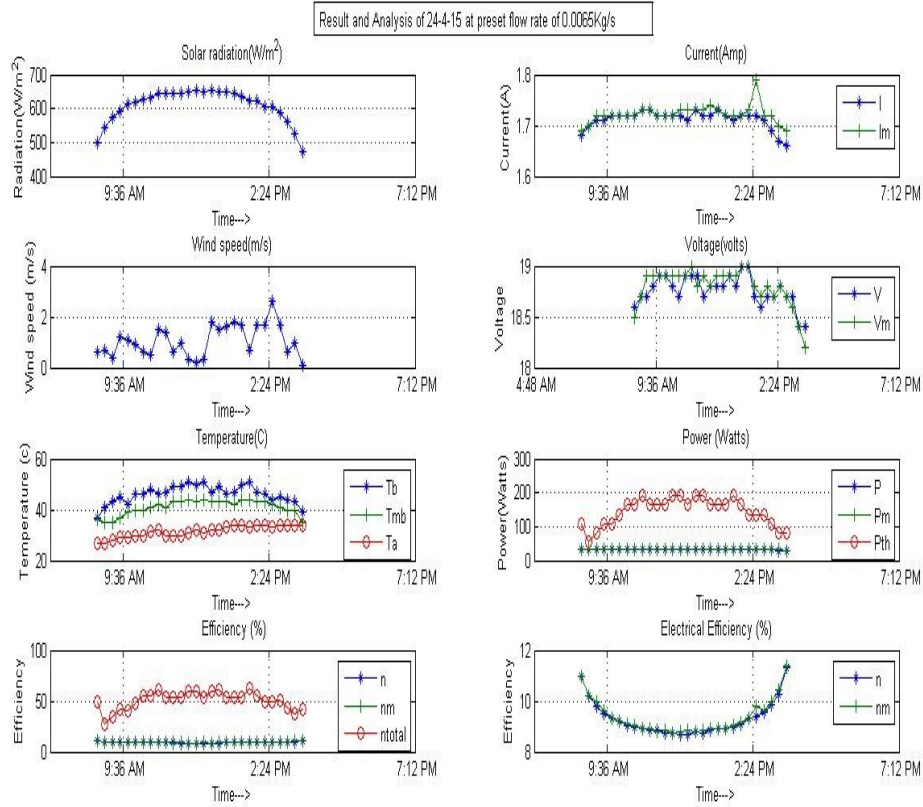 Result and Analysis of 24-4-15 at preset flow rate of 0.0065Kg/s
Solar radiation(W/m2)
Radiation(W/m2)
700
600
500
400
9:36 AM 2:24 PM 7:12 PM
Time--->
Current(Amp)
Current(A)
1.8
1.7
1.6
I
Im
9:36 AM 2:24 PM 7:12 PM
Time--->
Wind speed(m/s)
Wind speed (m/s)
4
2
0
9:36 AM 2:24 PM 7:12 PM
Time--->
Voltage(volts)
Voltage
19
18.5
18
V
Vm
4:48 AM 9:36 AM 2:24 PM 7:12 PM
Time--->
Temperature(C)
Temperature (c)
60
40
20
Tb
Tmb
Ta
9:36 AM 2:24 PM 7:12 PM
Time--->
Power (Watts)
Power(Watts)
300
200
100
0
P
Pm
Pth
9:36 AM 2:24 PM 7:12 PM
Time--->
Efficiency (%)
Efficiency
100
50
0
n
nm
ntotal
9:36 AM 2:24 PM 7:12 PM
Time--->
Electrical Efficiency (%)
Efficiency
12
10
8
n
nm
9:36 AM 2:24 PM 7:12 PM
Time--->